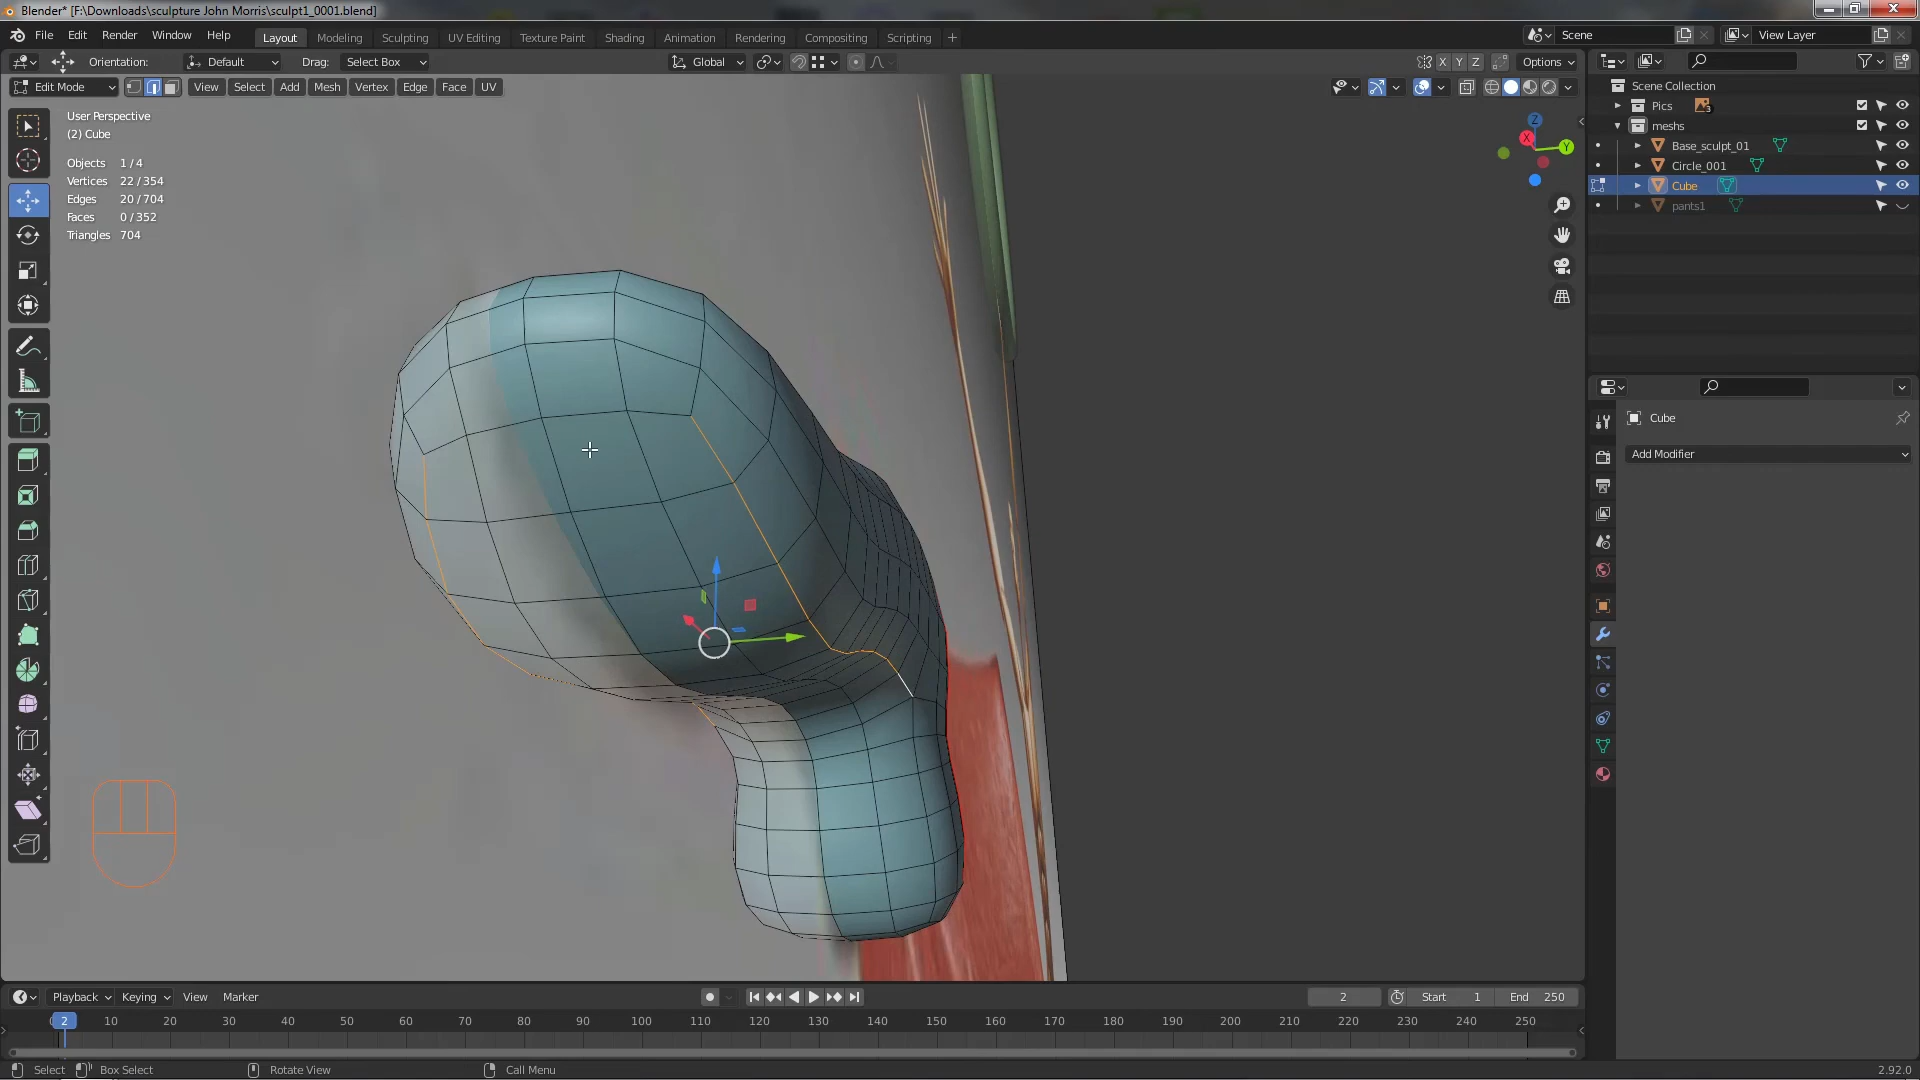 Blender* [F:\Downloads\sculpture John Morris\sculpt1_0001.blend]
File Edit Render Window Help Layout Modeling Sculpting UV Editing Texture Paint Shading Animation Rendering Compositing Scripting + Scene View Layer
Orientation: Default Drag: Select Box Global X Y Z Options
Edit Mode View Select Add Mesh Vertex Edge Face UV
User Perspective
(2) Cube
Objects 1 / 4
Vertices 22 / 354
Edges 20 / 704
Faces 0 / 352
Triangles 704
Z
X
Y
Scene Collection
Pics 3
meshs
Base_sculpt_01
Circle_001
Cube
pants1
Cube
Add Modifier
Playback Keying View Marker 2 Start 1 End 250
2 10 20 30 40 50 60 70 80 90 100 110 120 130 140 150 160 170 180 190 200 210 220 230 240 250
Select Box Select Rotate View Call Menu 2.92.0